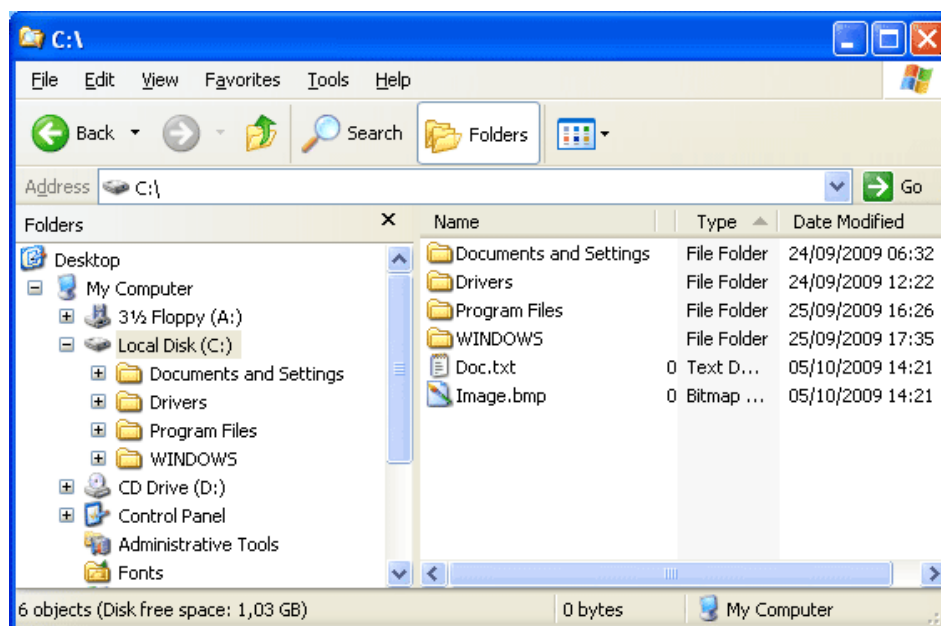 C:\
File Edit View Favorites Tools Help
Back Search Folders
Address C:\ Go
Folders
Desktop
My Computer
3½ Floppy (A:)
Local Disk (C:)
Documents and Settings
Drivers
Program Files
WINDOWS
CD Drive (D:)
Control Panel
Administrative Tools
Fonts
Name Type Date Modified
Documents and Settings File Folder 24/09/2009 06:32
Drivers File Folder 24/09/2009 12:22
Program Files File Folder 25/09/2009 16:26
WINDOWS File Folder 25/09/2009 17:35
Doc.txt 0 Text D... 05/10/2009 14:21
Image.bmp 0 Bitmap ... 05/10/2009 14:21
6 objects (Disk free space: 1,03 GB) 0 bytes My Computer